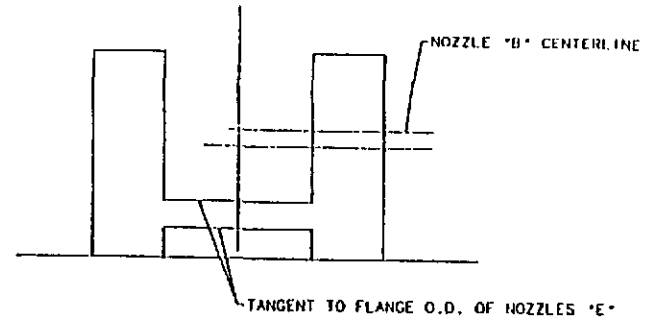 NOZZLE "B" CENTERLINE
TANGENT TO FLANGE O.D. OF NOZZLES "E"